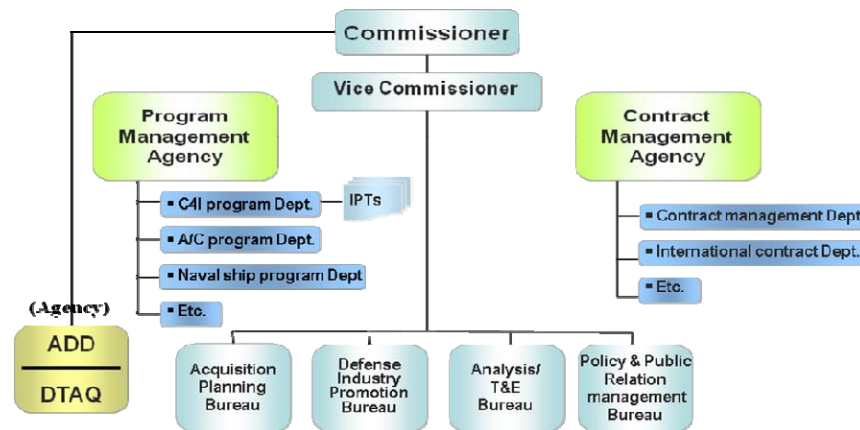 Commissioner
Vice Commissioner
Program
Management
Agency
▪ C4I program Dept.
IPTs
▪ A/C program Dept.
▪ Naval ship program Dept
▪ Etc.
Contract
Management
Agency
▪ Contract management Dept
▪ International contract Dept.
▪ Etc.
(Agency)
ADD
DTAQ
Acquisition
Planning
Bureau
Defense
Industry
Promotion
Bureau
Analysis/
T&E
Bureau
Policy & Public
Relation
management
Bureau